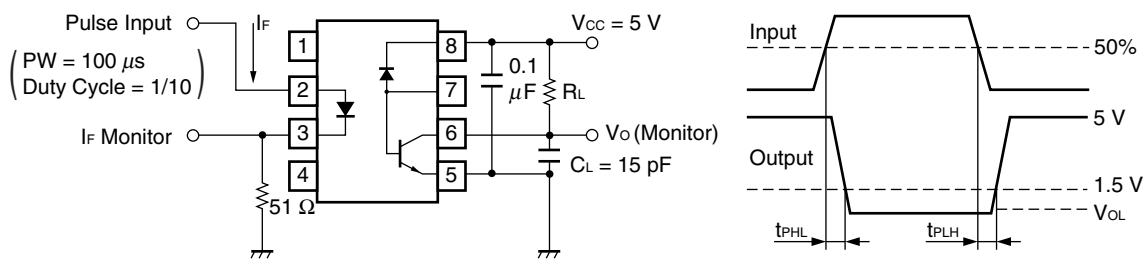 Pulse Input
IF
VCC = 5 V
(PW = 100 μs
Duty Cycle = 1/10)
1
2
3
4
8
7
6
5
0.1
μF
RL
IF Monitor
VO (Monitor)
CL = 15 pF
51 Ω
Input
50%
5 V
Output
1.5 V
VOL
tPHL
tPLH